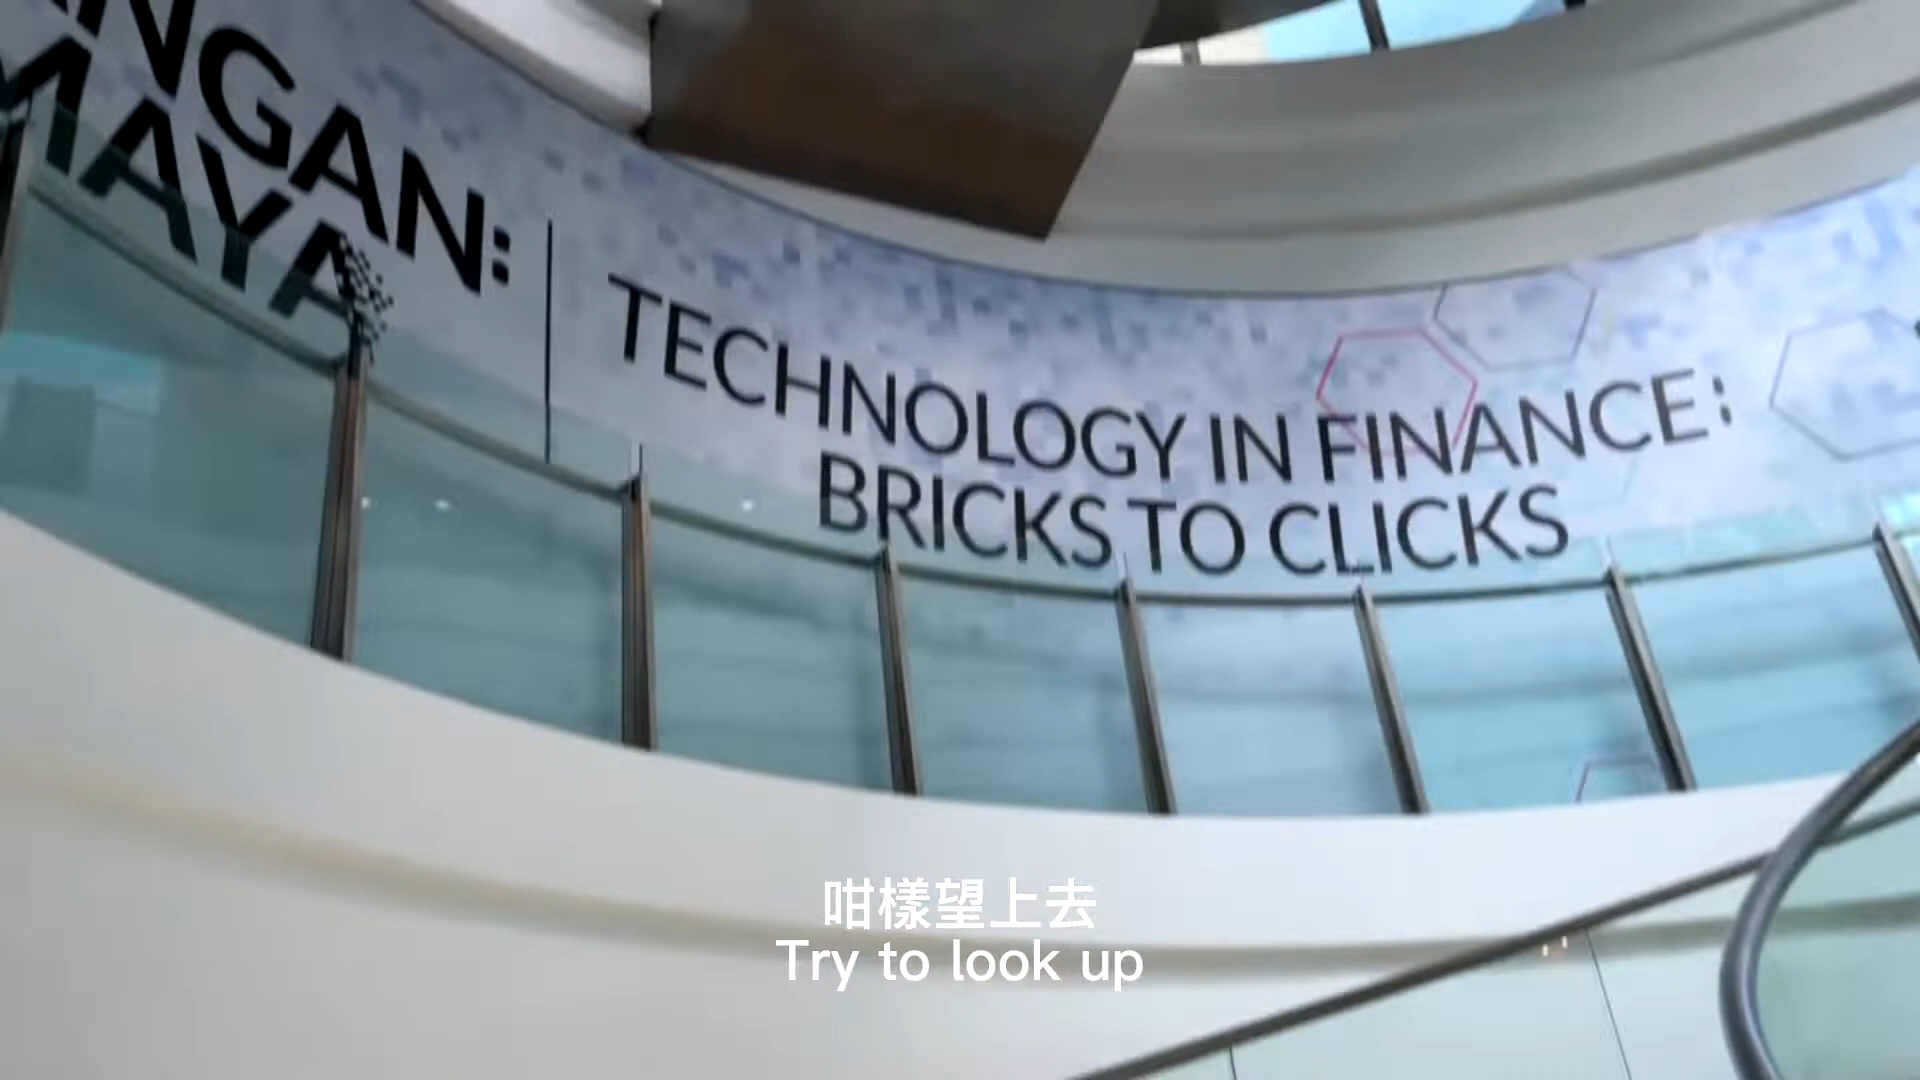 NGAN:
MAYA
TECHNOLOGY IN FINANCE:
BRICKS TO CLICKS
咁樣望上去
Try to look up